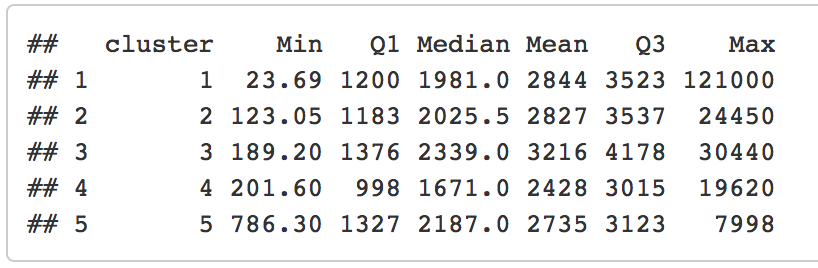 ##   cluster    Min   Q1 Median Mean   Q3    Max
## 1       1  23.69 1200 1981.0 2844 3523 121000
## 2       2 123.05 1183 2025.5 2827 3537  24450
## 3       3 189.20 1376 2339.0 3216 4178  30440
## 4       4 201.60  998 1671.0 2428 3015  19620
## 5       5 786.30 1327 2187.0 2735 3123   7998